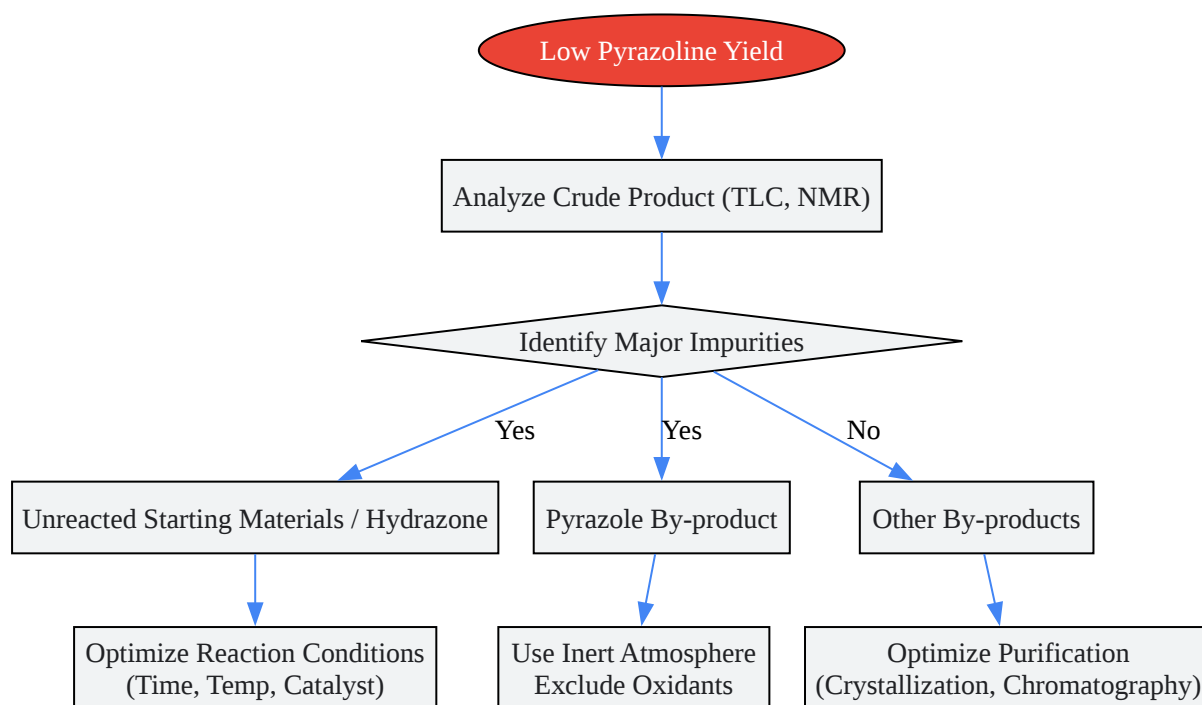 Low Pyrazoline Yield
Analyze Crude Product (TLC, NMR)
Identify Major Impurities
Yes
Yes
No
Unreacted Starting Materials / Hydrazone
Pyrazole By-product
Other By-products
Optimize Reaction Conditions
(Time, Temp, Catalyst)
Use Inert Atmosphere
Exclude Oxidants
Optimize Purification
(Crystallization, Chromatography)